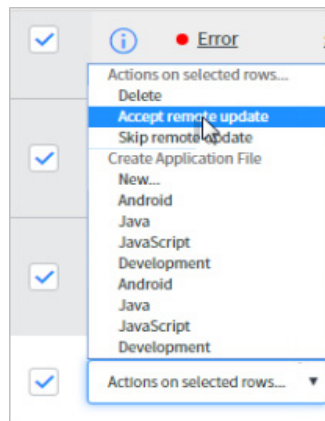 Error
Actions on selected rows...
Delete
Accept remote update
Skip remote update
Create Application File
New...
Android
Java
JavaScript
Development
Android
Java
JavaScript
Development
Actions on selected rows...